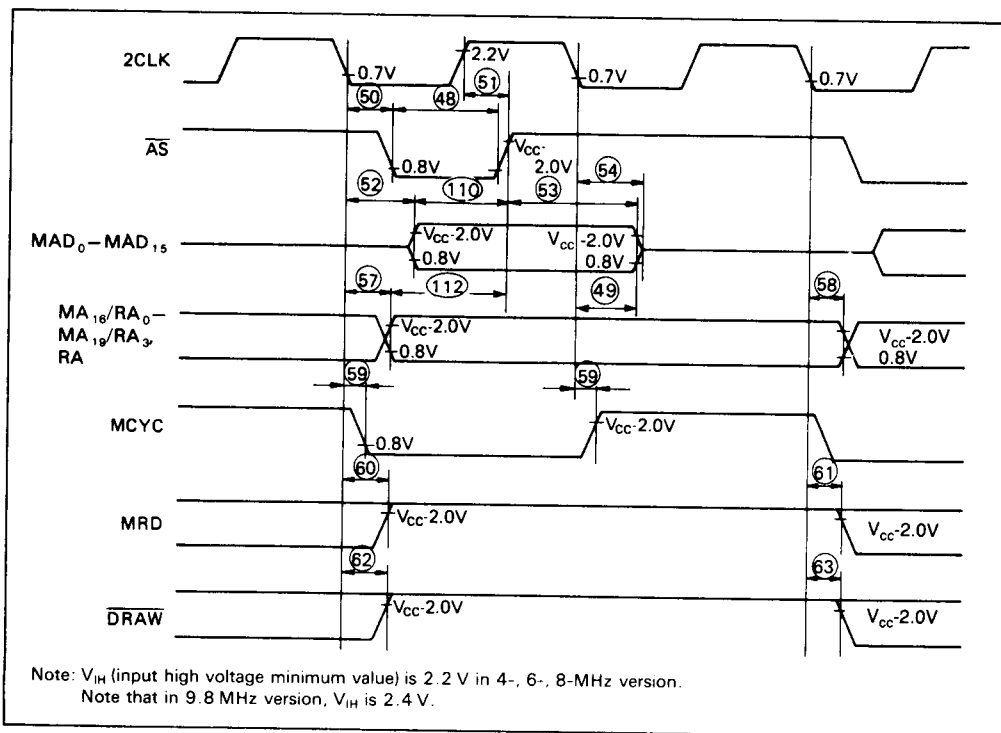 2CLK
0.7V
2.2V
0.7V
0.7V
50
48
51
AS
0.8V
VCC-
2.0V
54
52
110
53
MAD0–MAD15
VCC-2.0V
VCC-2.0V
0.8V
0.8V
57
112
49
58
MA16/RA0–
MA19/RA3,
RA
VCC-2.0V
0.8V
VCC-2.0V
0.8V
59
59
MCYC
0.8V
VCC-2.0V
60
61
MRD
VCC-2.0V
VCC-2.0V
62
63
DRAW
VCC-2.0V
VCC-2.0V
Note: VIH (input high voltage minimum value) is 2.2 V in 4-, 6-, 8-MHz version.
Note that in 9.8 MHz version, VIH is 2.4 V.